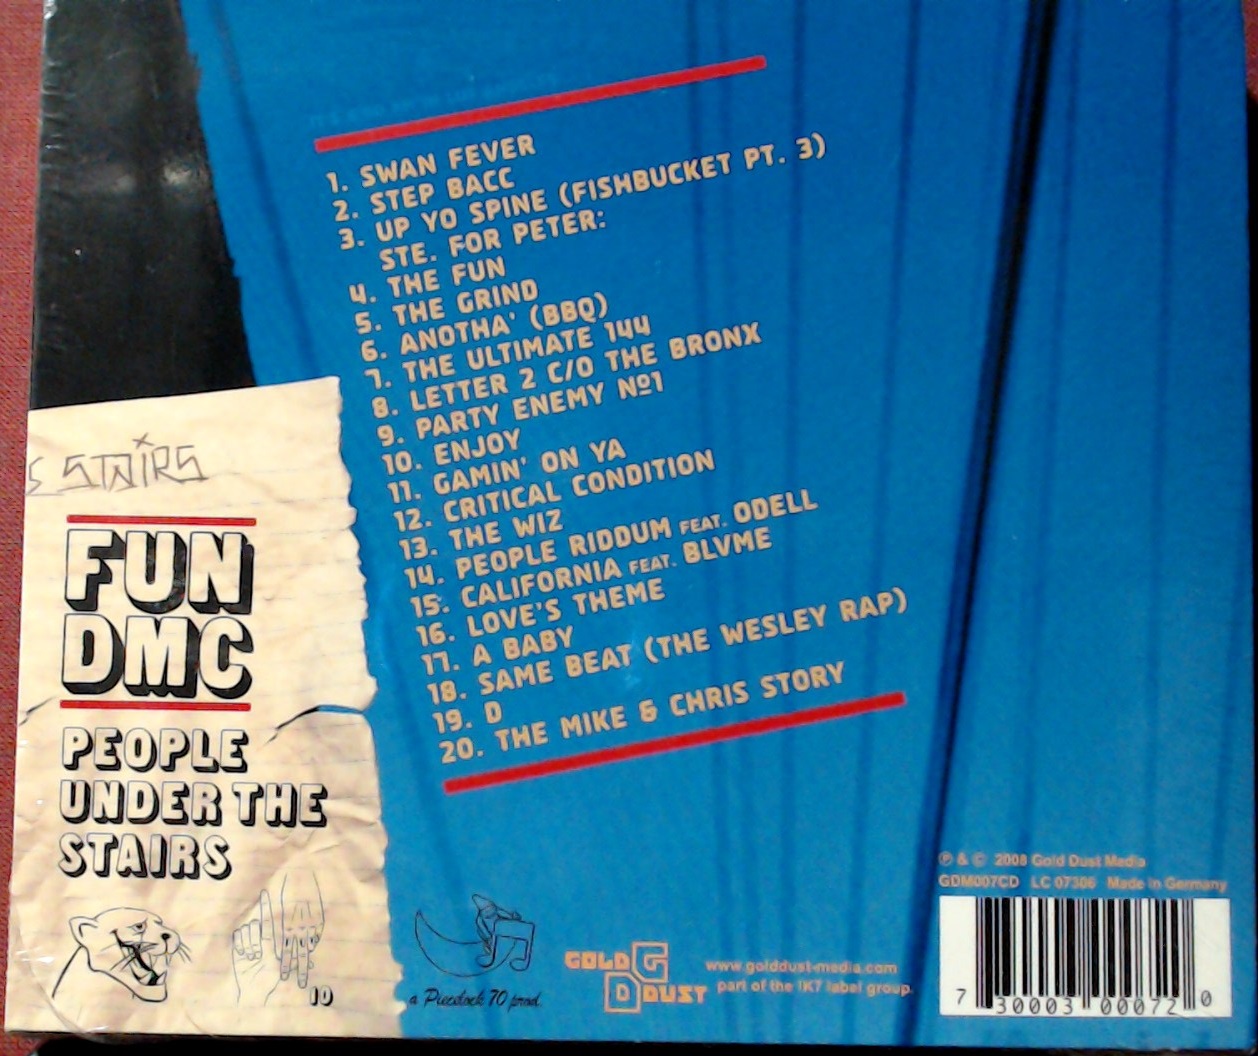 1. SWAN FEVER
2. STEP BACC
3. UP YO SPINE (FISHBUCKET PT. 3)
STE. FOR PETER:
4. THE FUN
5. THE GRIND
6. ANOTHA' (BBQ)
7. THE ULTIMATE 144
8. LETTER 2 C/O THE BRONX
9. PARTY ENEMY Nº1
10. ENJOY
11. GAMIN' ON YA
12. CRITICAL CONDITION
13. THE WIZ
14. PEOPLE RIDDUM FEAT. ODELL
15. CALIFORNIA FEAT. BLVME
16. LOVE'S THEME
17. A BABY
18. SAME BEAT (THE WESLEY RAP)
19. D
20. THE MIKE & CHRIS STORY
S STAIRS
FUN
DMC
PEOPLE
UNDER THE
STAIRS
10
a Piecelock 70 prod.
GOLD G
D DUST
www.golddust-media.com
part of the !K7 label group.
℗ & © 2008 Gold Dust Media
GDM007CD LC 07306 Made in Germany
7 30003 00072 0